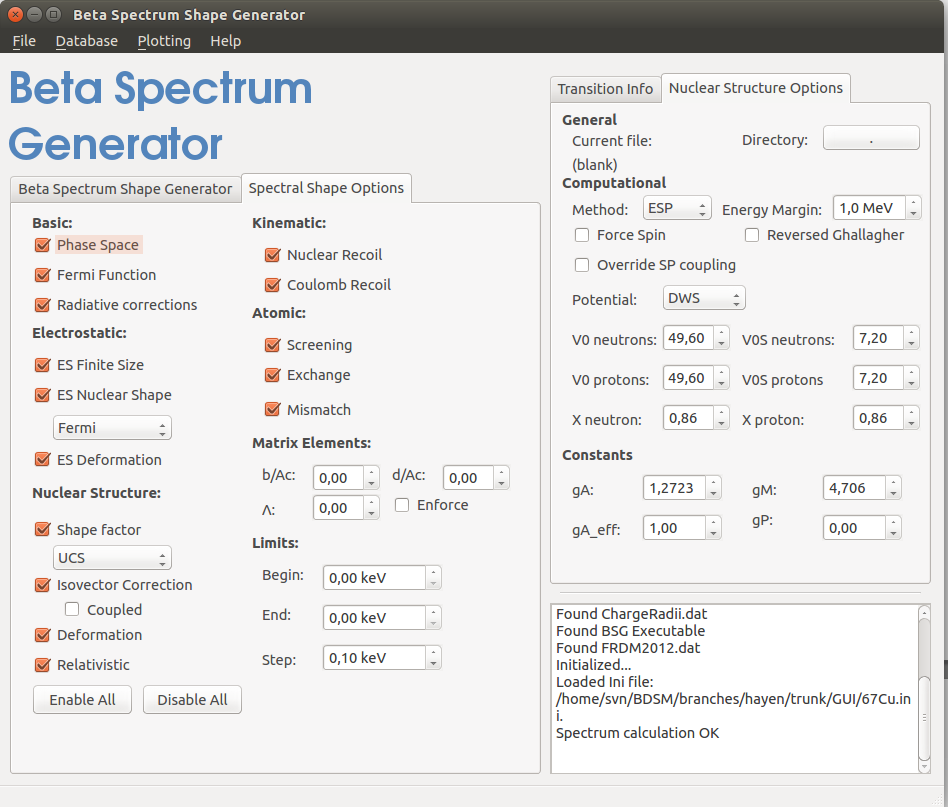 Beta Spectrum Shape Generator
File Database Plotting Help
Beta Spectrum
Generator
Beta Spectrum Shape Generator
Spectral Shape Options
Basic:
Phase Space
Fermi Function
Radiative corrections
Electrostatic:
ES Finite Size
ES Nuclear Shape
Fermi
ES Deformation
Nuclear Structure:
Shape factor
UCS
Isovector Correction
Coupled
Deformation
Relativistic
Enable All
Disable All
Kinematic:
Nuclear Recoil
Coulomb Recoil
Atomic:
Screening
Exchange
Mismatch
Matrix Elements:
b/Ac: 0,00 d/Ac: 0,00
Λ: 0,00 Enforce
Limits:
Begin: 0,00 keV
End: 0,00 keV
Step: 0,10 keV
Transition Info
Nuclear Structure Options
General
Current file: Directory: .
(blank)
Computational
Method: ESP Energy Margin: 1,0 MeV
Force Spin Reversed Ghallagher
Override SP coupling
Potential: DWS
V0 neutrons: 49,60 V0S neutrons: 7,20
V0 protons: 49,60 V0S protons 7,20
X neutron: 0,86 X proton: 0,86
Constants
gA: 1,2723 gM: 4,706
gA_eff: 1,00 gP: 0,00
Found ChargeRadii.dat
Found BSG Executable
Found FRDM2012.dat
Initialized...
Loaded Ini file:
/home/svn/BDSM/branches/hayen/trunk/GUI/67Cu.in
i.
Spectrum calculation OK